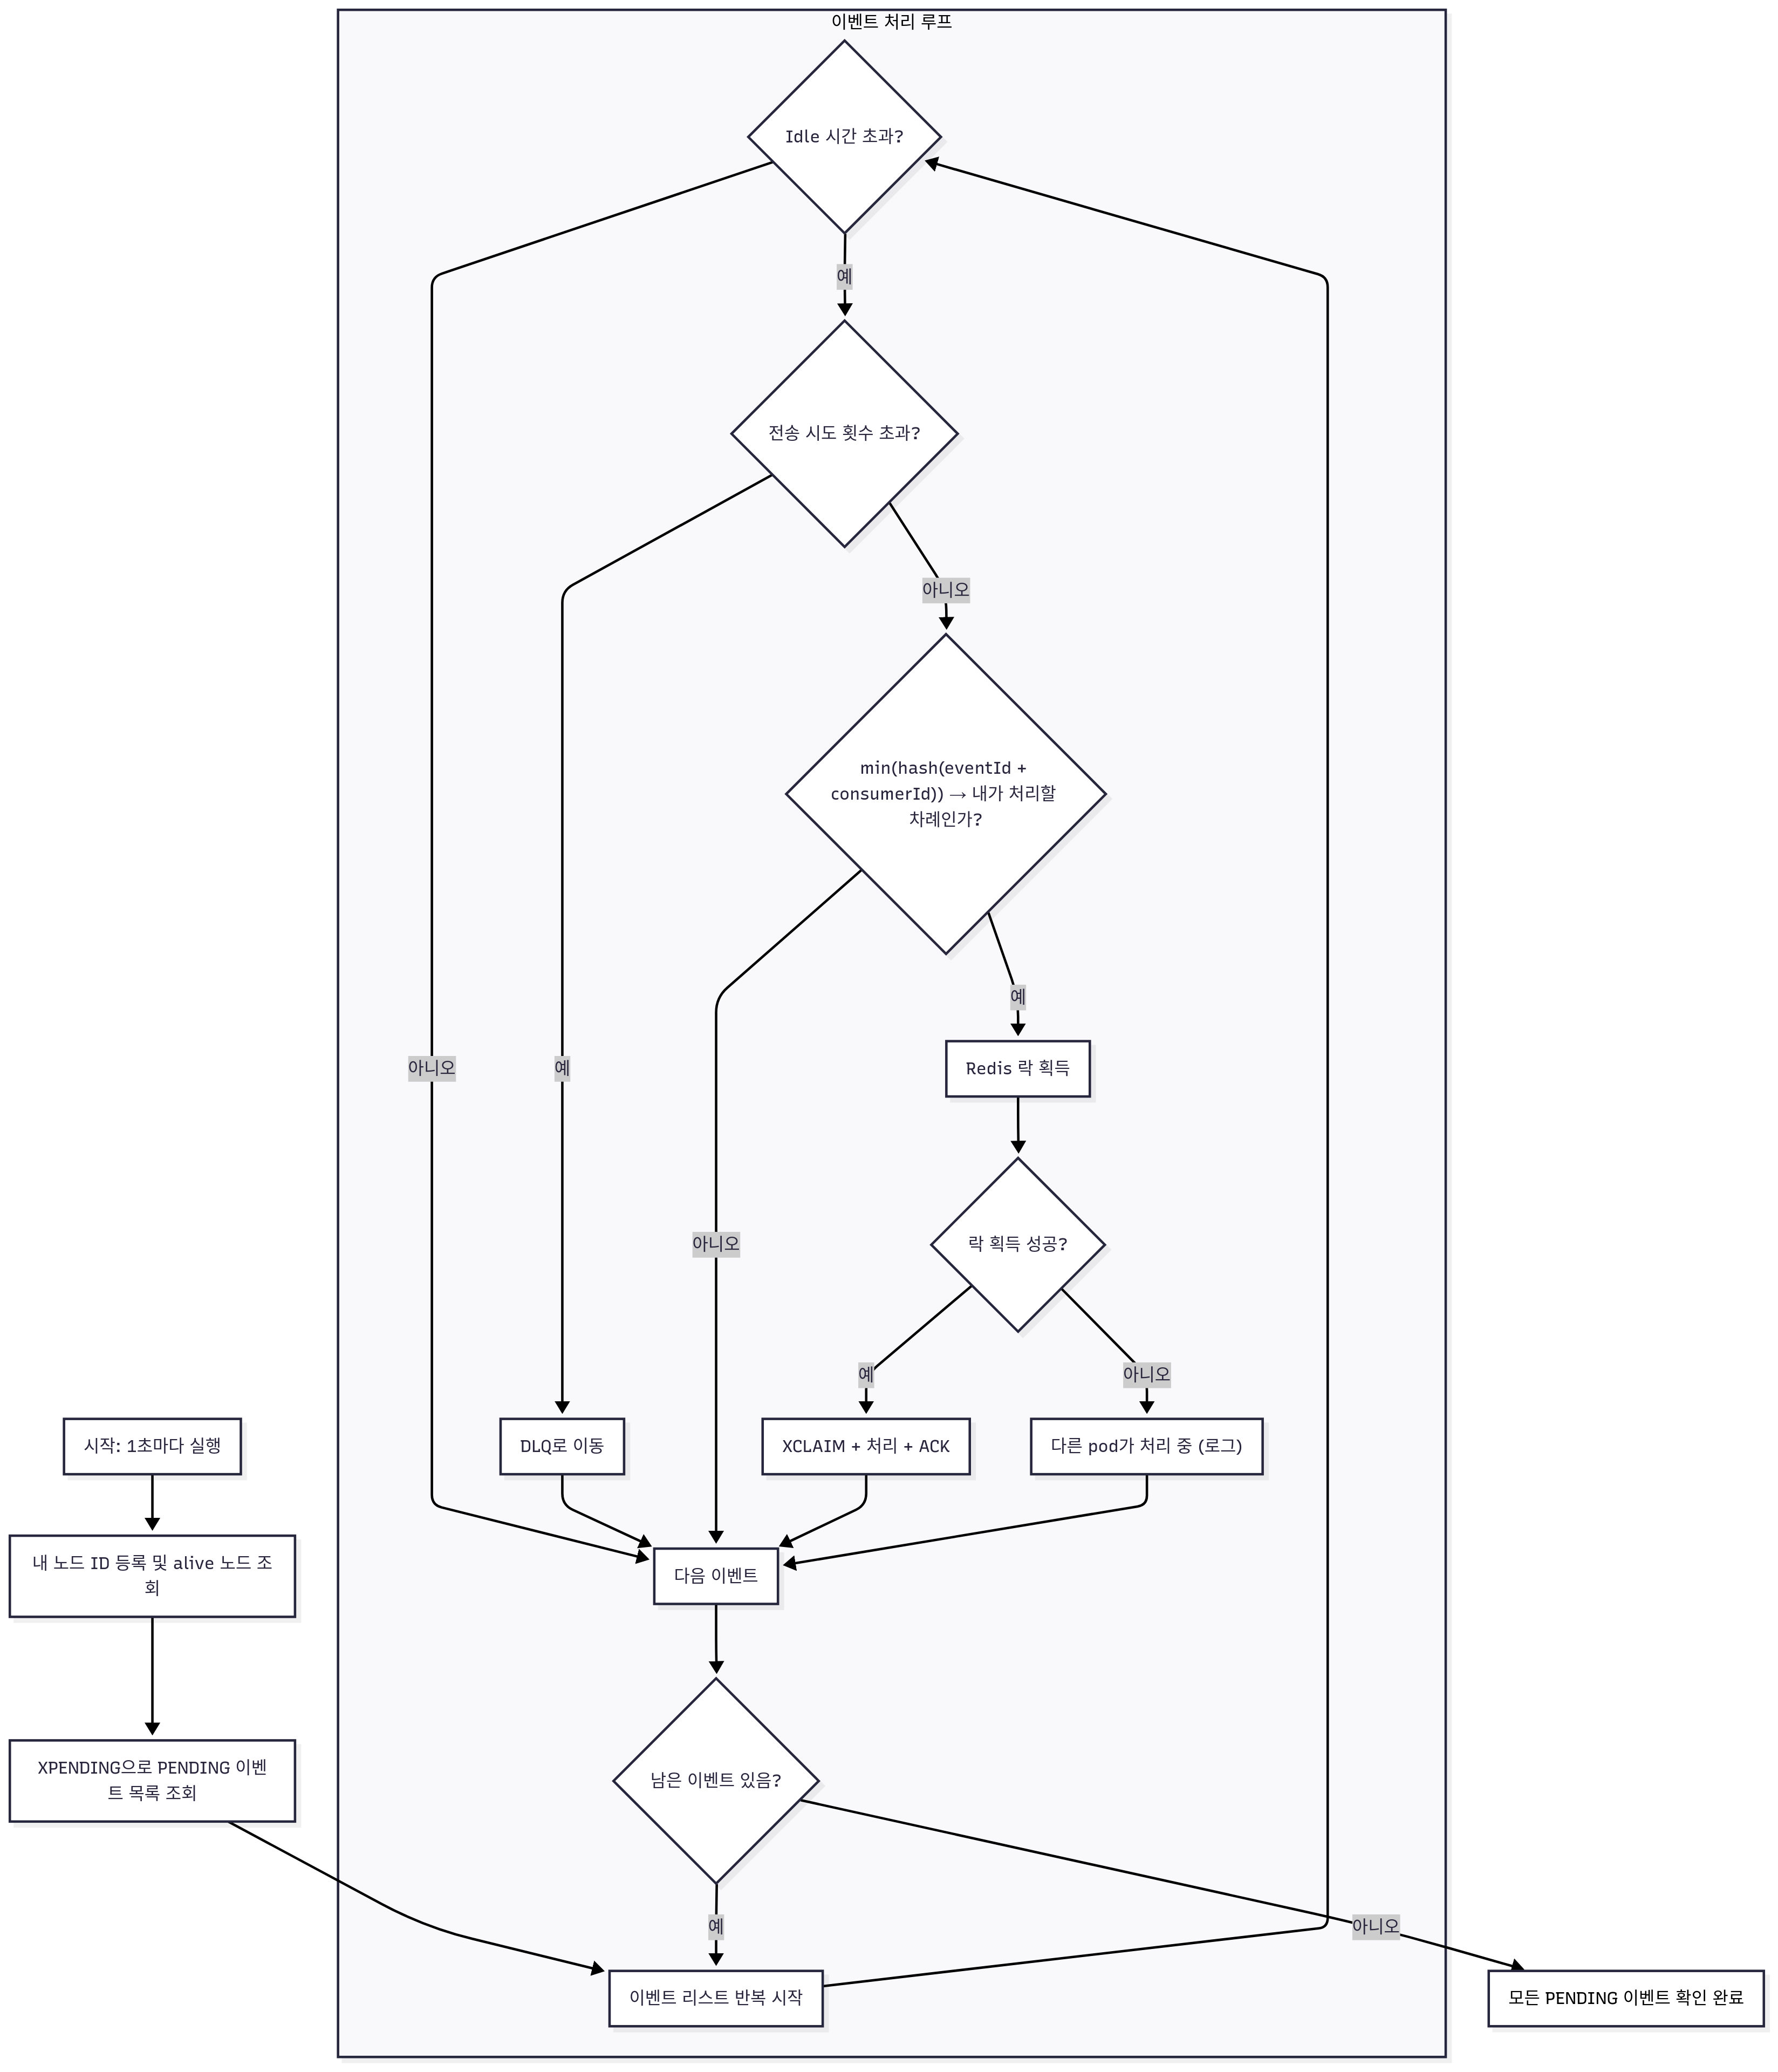 이벤트 처리 루프
Idle 시간 초과?
예
전송 시도 횟수 초과?
아니오
min(hash(eventId +
consumerId)) → 내가 처리할
차례인가?
예
Redis 락 획득
아니오
예
아니오
락 획득 성공?
예
아니오
시작: 1초마다 실행
DLQ로 이동
XCLAIM + 처리 + ACK
다른 pod가 처리 중 (로그)
내 노드 ID 등록 및 alive 노드 조
회
다음 이벤트
XPENDING으로 PENDING 이벤
트 목록 조회
남은 이벤트 있음?
예
아니오
이벤트 리스트 반복 시작
모든 PENDING 이벤트 확인 완료